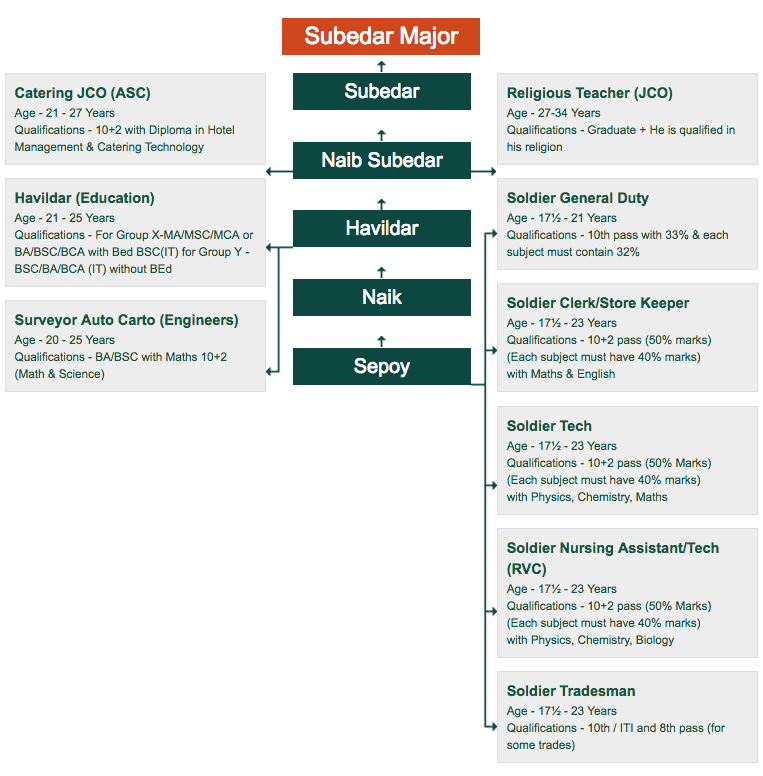 Subedar Major
Subedar
Naib Subedar
Havildar
Naik
Sepoy
Catering JCO (ASC)
Age - 21 - 27 Years
Qualifications - 10+2 with Diploma in Hotel
Management & Catering Technology
Havildar (Education)
Age - 21 - 25 Years
Qualifications - For Group X-MA/MSC/MCA or
BA/BSC/BCA with Bed BSC(IT) for Group Y -
BSC/BA/BCA (IT) without BEd
Surveyor Auto Carto (Engineers)
Age - 20 - 25 Years
Qualifications - BA/BSC with Maths 10+2
(Math & Science)
Religious Teacher (JCO)
Age - 27-34 Years
Qualifications - Graduate + He is qualified in
his religion
Soldier General Duty
Age - 17½ - 21 Years
Qualifications - 10th pass with 33% & each
subject must contain 32%
Soldier Clerk/Store Keeper
Age - 17½ - 23 Years
Qualifications - 10+2 pass (50% marks)
(Each subject must have 40% marks)
with Maths & English
Soldier Tech
Age - 17½ - 23 Years
Qualifications - 10+2 pass (50% Marks)
(Each subject must have 40% marks)
with Physics, Chemistry, Maths
Soldier Nursing Assistant/Tech
(RVC)
Age - 17½ - 23 Years
Qualifications - 10+2 pass (50% Marks)
(Each subject must have 40% marks)
with Physics, Chemistry, Biology
Soldier Tradesman
Age - 17½ - 23 Years
Qualifications - 10th / ITI and 8th pass (for
some trades)